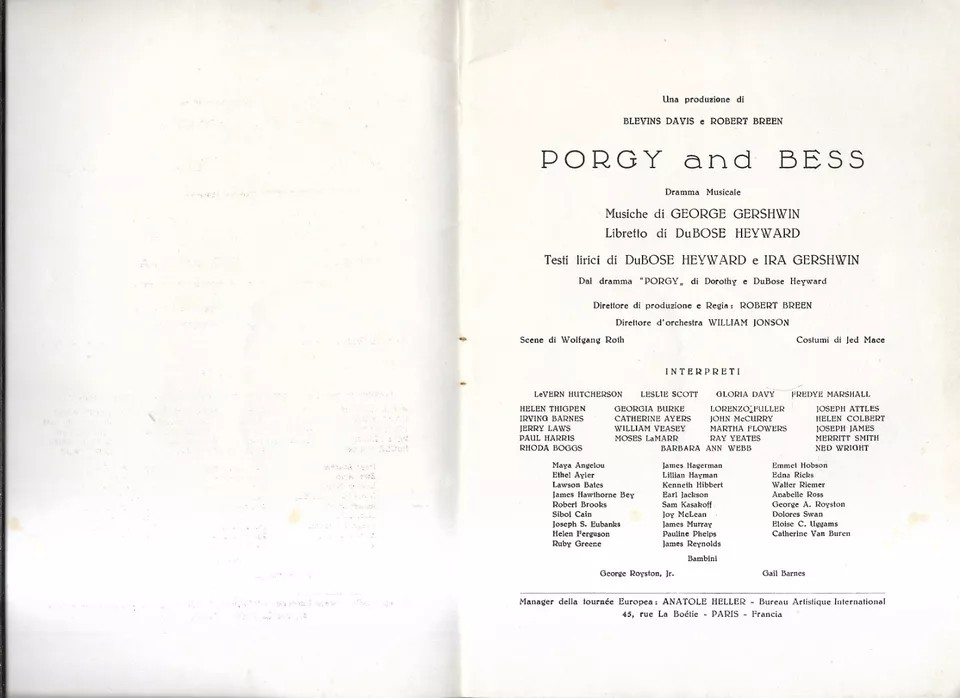 Una produzione di
BLEVINS DAVIS e ROBERT BREEN
PORGY and BESS
Dramma Musicale
Musiche di GEORGE GERSHWIN
Libretto di DuBOSE HEYWARD
Testi lirici di DuBOSE HEYWARD e IRA GERSHWIN
Dal dramma "PORGY„ di Dorothy e DuBose Heyward
Direttore di produzione e Regia: ROBERT BREEN
Direttore d'orchestra WILLIAM JONSON
Scene di Wolfgang Roth Costumi di Jed Mace
INTERPRETI
LeVERN HUTCHERSON LESLIE SCOTT GLORIA DAVY FREDYE MARSHALL
HELEN THIGPEN GEORGIA BURKE LORENZO FULLER JOSEPH ATTLES
IRVING BARNES CATHERINE AYERS JOHN McCURRY HELEN COLBERT
JERRY LAWS WILLIAM VEASEY MARTHA FLOWERS JOSEPH JAMES
PAUL HARRIS MOSES LaMARR RAY YEATES MERRITT SMITH
RHODA BOGGS BARBARA ANN WEBB NED WRIGHT
Maya Angelou James Hagerman Emmel Hobson
Ethel Ayler Lillian Hayman Edna Ricks
Lawson Bates Kenneth Hibbert Walter Riemer
James Hawthorne Bey Earl Jackson Anabelle Ross
Robert Brooks Sam Kasakoff George A. Royston
Sibol Cain Joy McLean Dolores Swan
Joseph S. Eubanks James Murray Eloise C. Uggams
Helen Ferguson Pauline Phelps Catherine Van Buren
Ruby Greene James Reynolds
Bambini
George Royston, Jr. Gail Barnes
Manager della tournée Europea: ANATOLE HELLER - Bureau Artistique International
45, rue La Boétie - PARIS - Francia